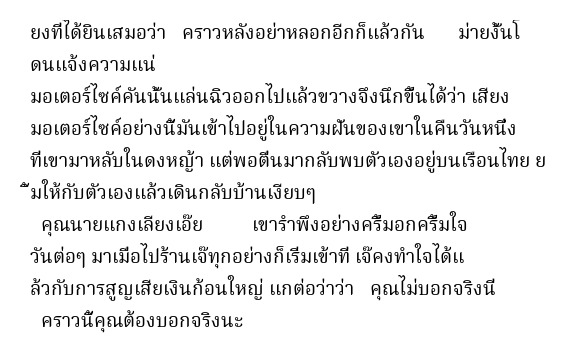 ยงที่ได้ยินเสมอว่า คราวหลังอย่าหลอกอีกก็แล้วกัน ม่ายงั้นโ
ดนแจ้งความแน่
มอเตอร์ไซค์คันนั้นแล่นฉิวออกไปแล้วขวางจึงนึกขึ้นได้ว่า เสียง
มอเตอร์ไซค์อย่างนี้มันเข้าไปอยู่ในความฝันของเขาในคืนวันหนึ่ง
ที่เขามาหลับในดงหญ้า แต่พอตื่นมากลับพบตัวเองอยู่บนเรือนไทย ย
ิ้มให้กับตัวเองแล้วเดินกลับบ้านเงียบๆ
คุณนายแกงเลียงเอ๊ย เขารำพึงอย่างครึ้มอกครึ้มใจ
วันต่อๆ มาเมื่อไปร้านเจ๊ทุกอย่างก็เริ่มเข้าที่ เจ๊คงทำใจได้แ
ล้วกับการสูญเสียเงินก้อนใหญ่ แกต่อว่าว่า คุณไม่บอกจริงนี่
คราวนี้คุณต้องบอกจริงนะ